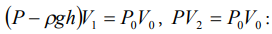 (P − ρgh)V₁ = P₀V₀, PV₂ = P₀V₀: